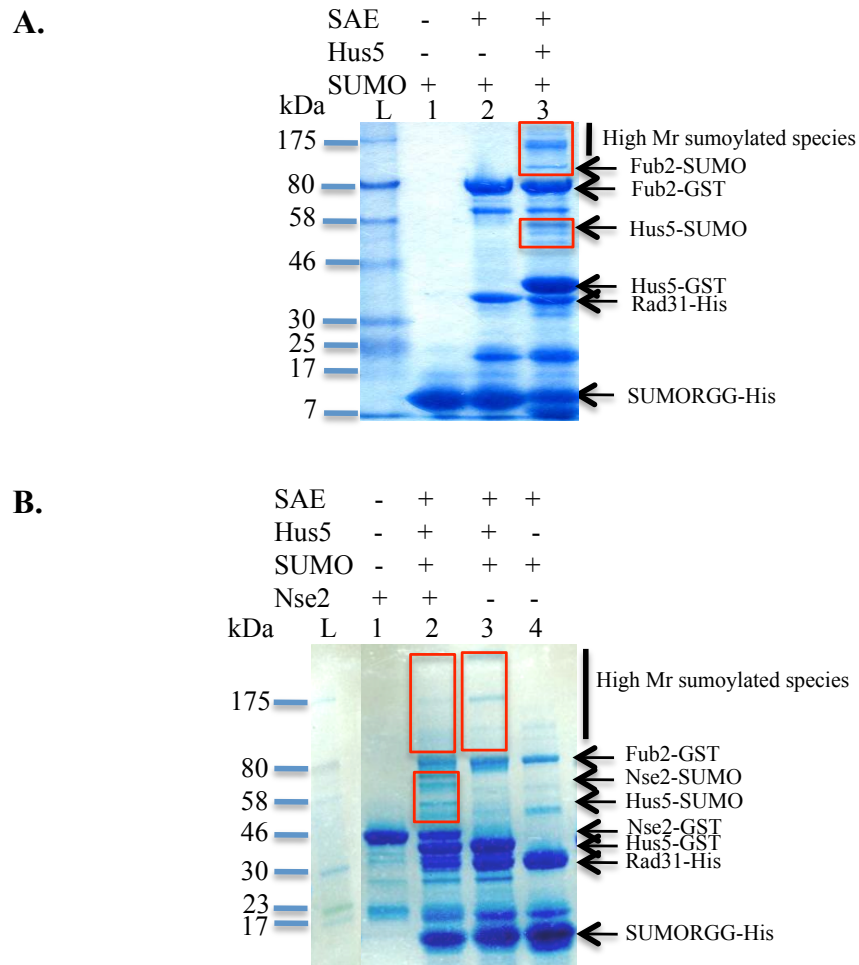 A.
SAE - + +
Hus5 - - +
SUMO + + +
kDa L 1 2 3
175
80
58
46
30
25
17
7
High Mr sumoylated species
Fub2-SUMO
Fub2-GST
Hus5-SUMO
Hus5-GST
Rad31-His
SUMORGG-His
B.
SAE - + + +
Hus5 - + + -
SUMO - + + +
Nse2 + + - -
kDa L 1 2 3 4
175
80
58
46
30
23
17
High Mr sumoylated species
Fub2-GST
Nse2-SUMO
Hus5-SUMO
Nse2-GST
Hus5-GST
Rad31-His
SUMORGG-His